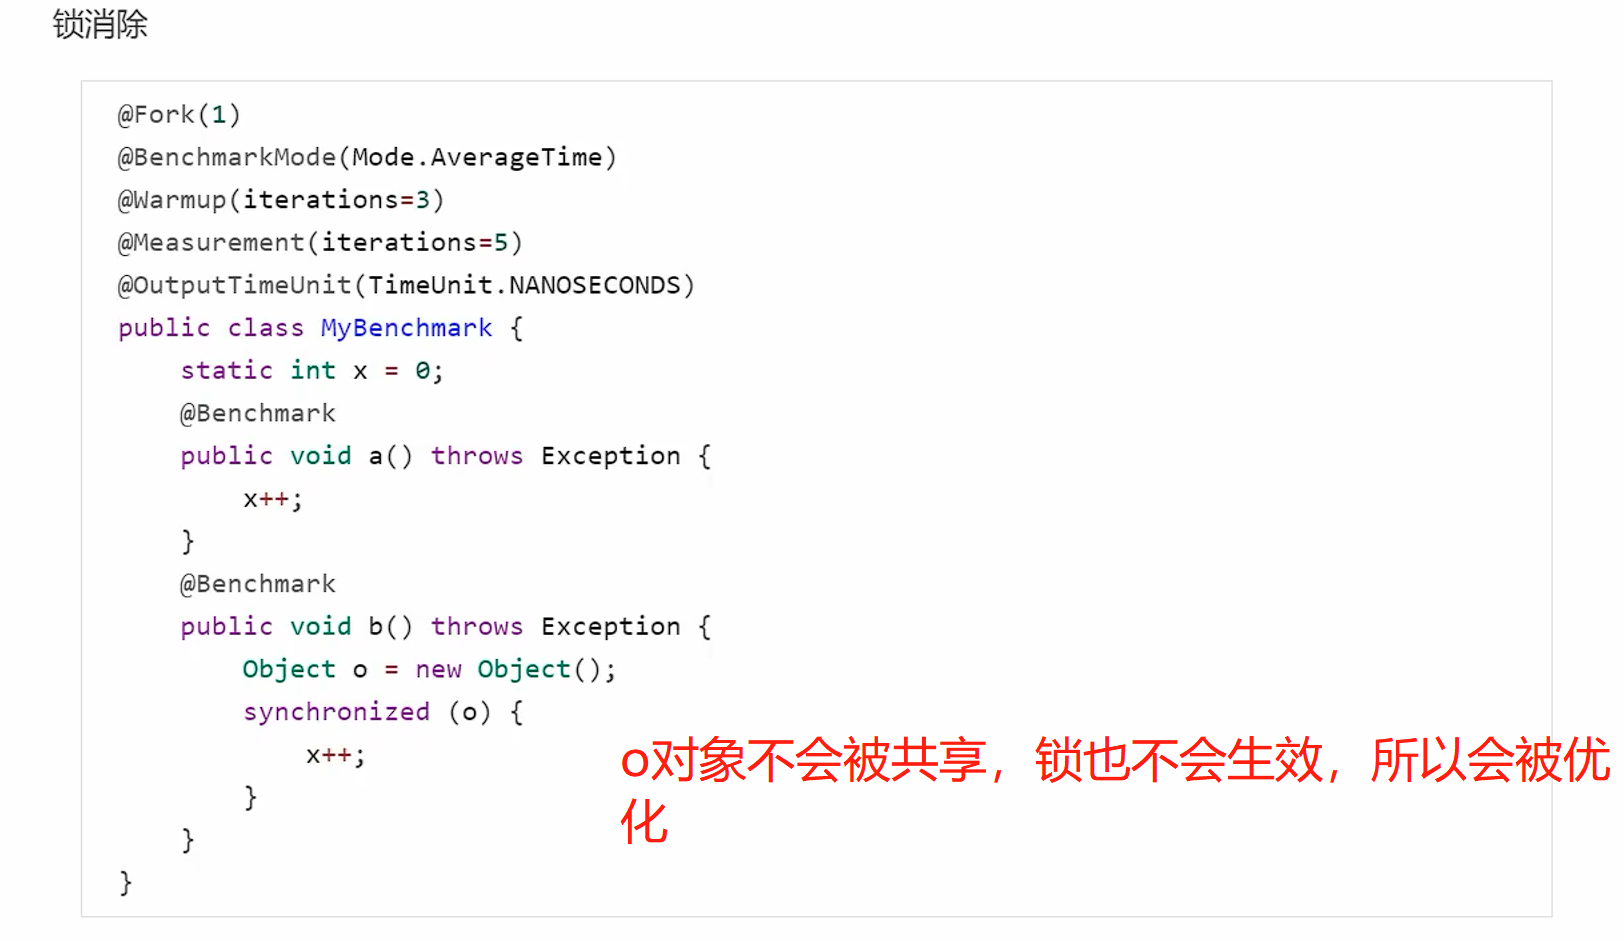 锁消除
@Fork(1)
@BenchmarkMode(Mode.AverageTime)
@Warmup(iterations=3)
@Measurement(iterations=5)
@OutputTimeUnit(TimeUnit.NANOSECONDS)
public class MyBenchmark {
    static int x = 0;
    @Benchmark
    public void a() throws Exception {
        x++;
    }
    @Benchmark
    public void b() throws Exception {
        Object o = new Object();
        synchronized (o) {
            x++;
        }
    }
}
o对象不会被共享，锁也不会生效，所以会被优
化